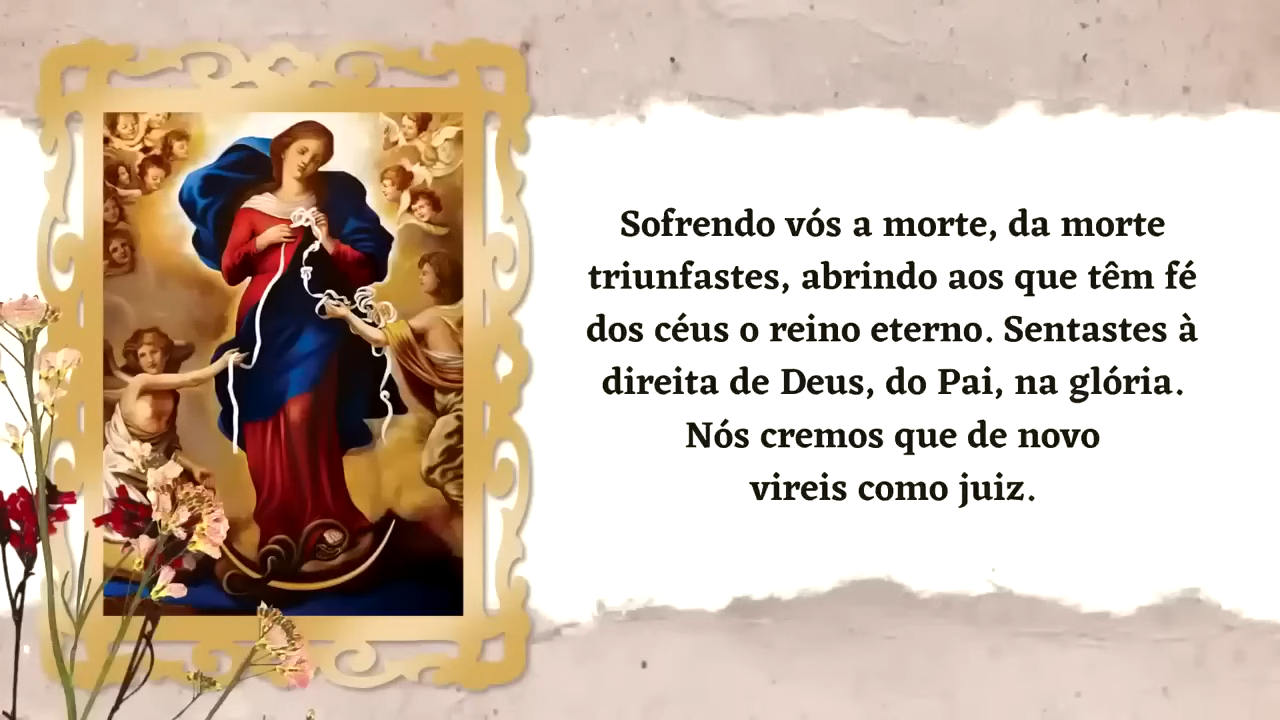 Sofrendo vós a morte, da morte
triunfastes, abrindo aos que têm fé
dos céus o reino eterno. Sentastes à
direita de Deus, do Pai, na glória.
Nós cremos que de novo
vireis como juiz.